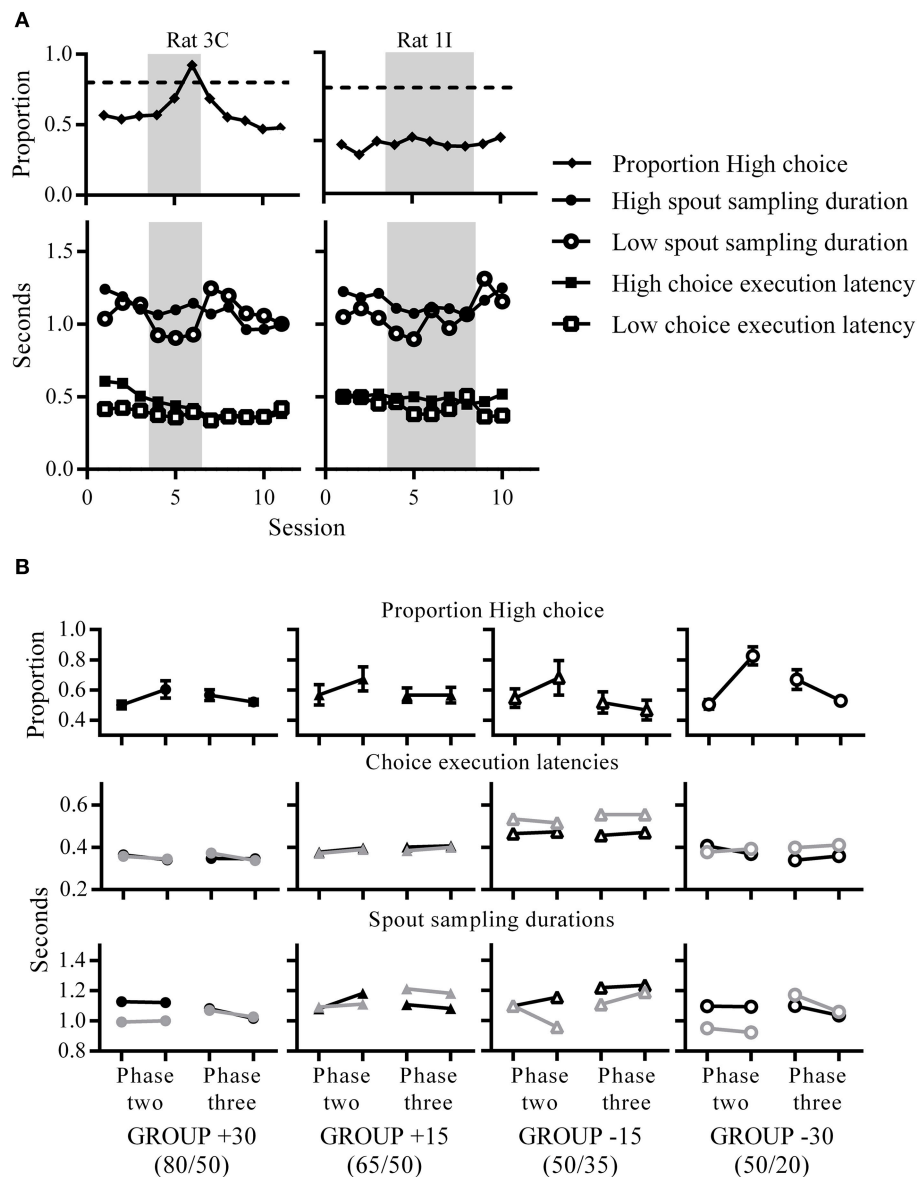 A
Rat 3C
Rat 1I
Proportion
1.0
0.5
0.0
Proportion High choice
High spout sampling duration
Low spout sampling duration
High choice execution latency
Low choice execution latency
Seconds
1.5
1.0
0.5
0.0
0 5 10
0 5 10
Session
B
Proportion High choice
Proportion
1.0
0.8
0.6
0.4
Choice execution latencies
Seconds
0.6
0.4
0.2
Spout sampling durations
1.4
1.2
1.0
0.8
Phase two
Phase three
Phase two
Phase three
Phase two
Phase three
Phase two
Phase three
GROUP +30
(80/50)
GROUP +15
(65/50)
GROUP -15
(50/35)
GROUP -30
(50/20)